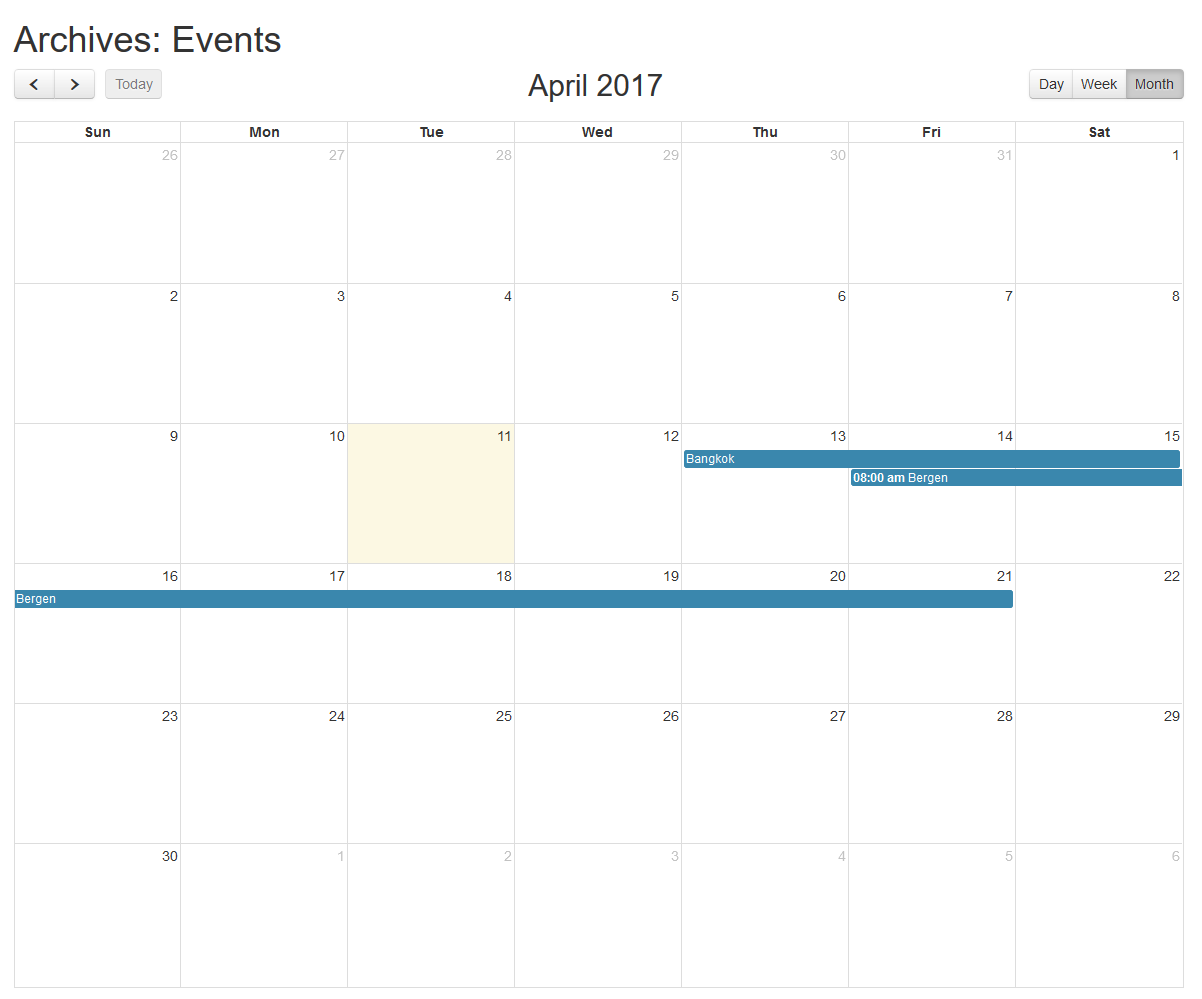 Archives: Events
Today April 2017 Day Week Month
Sun Mon Tue Wed Thu Fri Sat
26 27 28 29 30 31 1
2 3 4 5 6 7 8
9 10 11 12 13 14 15
Bangkok
08:00 am Bergen
16 17 18 19 20 21 22
Bergen
23 24 25 26 27 28 29
30 1 2 3 4 5 6